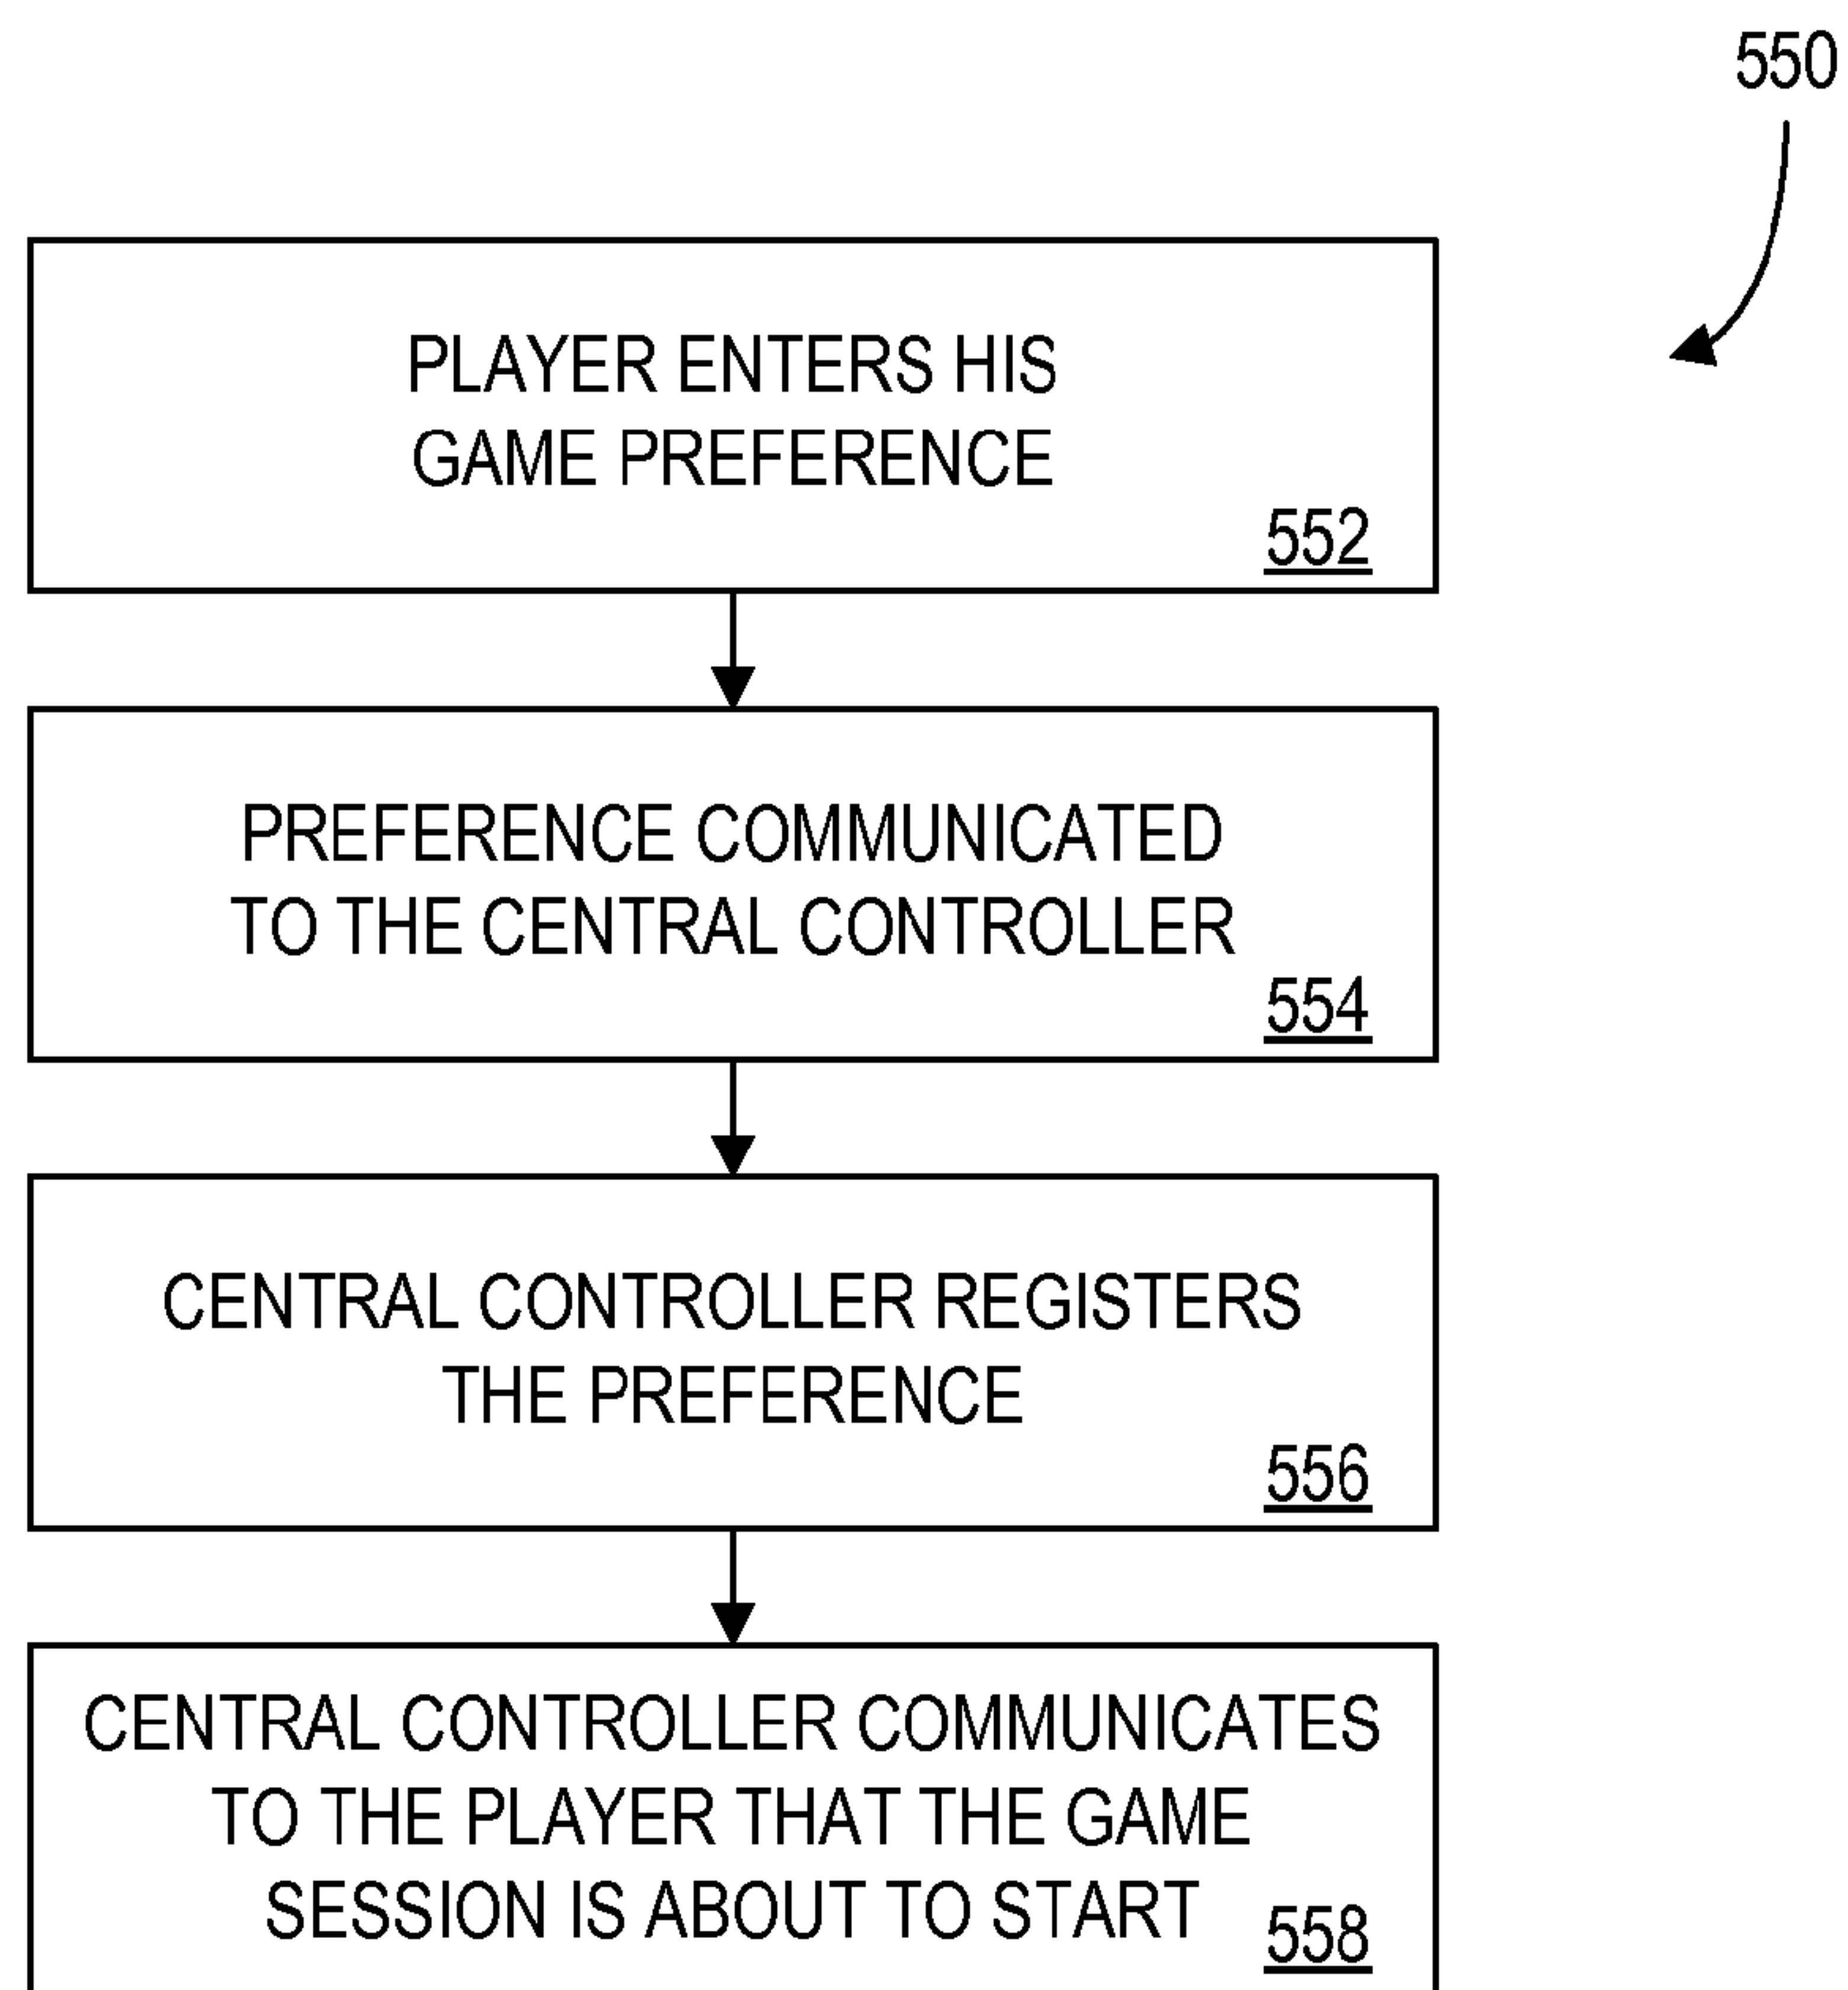 550
PLAYER ENTERS HIS
GAME PREFERENCE
552
PREFERENCE COMMUNICATED
TO THE CENTRAL CONTROLLER
554
CENTRAL CONTROLLER REGISTERS
THE PREFERENCE
556
CENTRAL CONTROLLER COMMUNICATES
TO THE PLAYER THAT THE GAME
SESSION IS ABOUT TO START
558